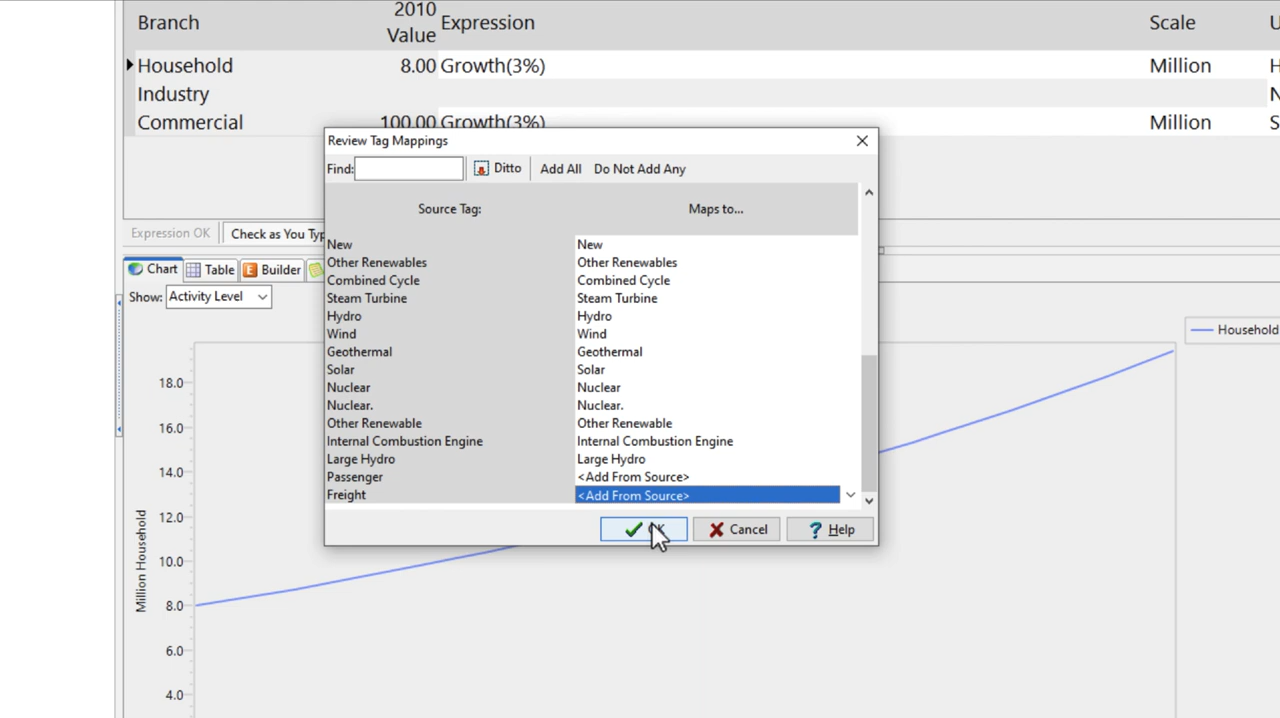 Branch 2010 Value Expression Scale
Household 8.00 Growth(3%) Million
Industry
Commercial 100.00 Growth(3%) Million
Review Tag Mappings
Find: Ditto Add All Do Not Add Any
Source Tag: Maps to...
New New
Other Renewables Other Renewables
Combined Cycle Combined Cycle
Steam Turbine Steam Turbine
Hydro Hydro
Wind Wind
Geothermal Geothermal
Solar Solar
Nuclear Nuclear
Nuclear. Nuclear.
Other Renewable Other Renewable
Internal Combustion Engine Internal Combustion Engine
Large Hydro Large Hydro
Passenger <Add From Source>
Freight <Add From Source>
OK Cancel Help
Expression OK Check as You Typ
Chart Table Builder
Show: Activity Level
Household
Million Household
18.0
16.0
14.0
12.0
10.0
8.0
6.0
4.0